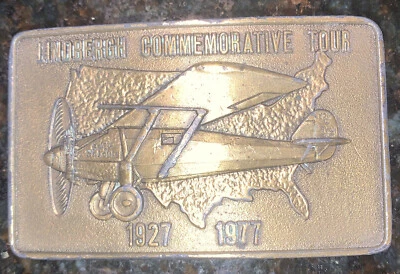 LINDBERGH COMMEMORATIVE TOUR
1927 1977